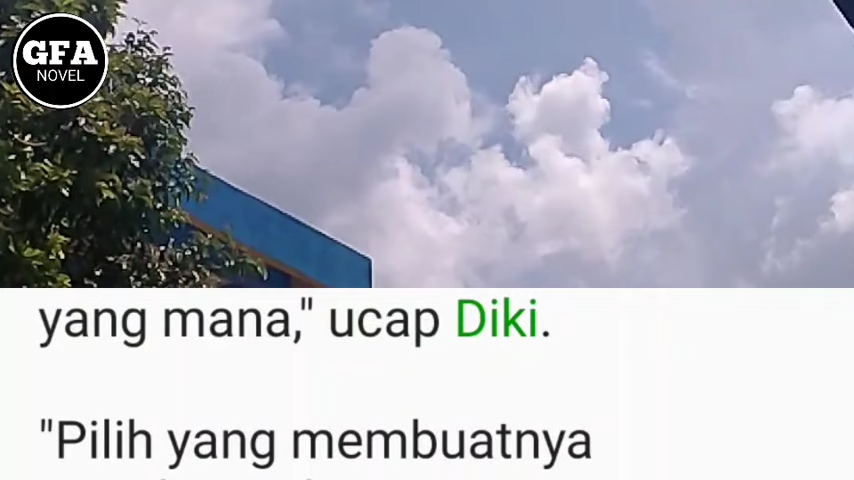 GFA
NOVEL
yang mana," ucap Diki.
"Pilih yang membuatnya